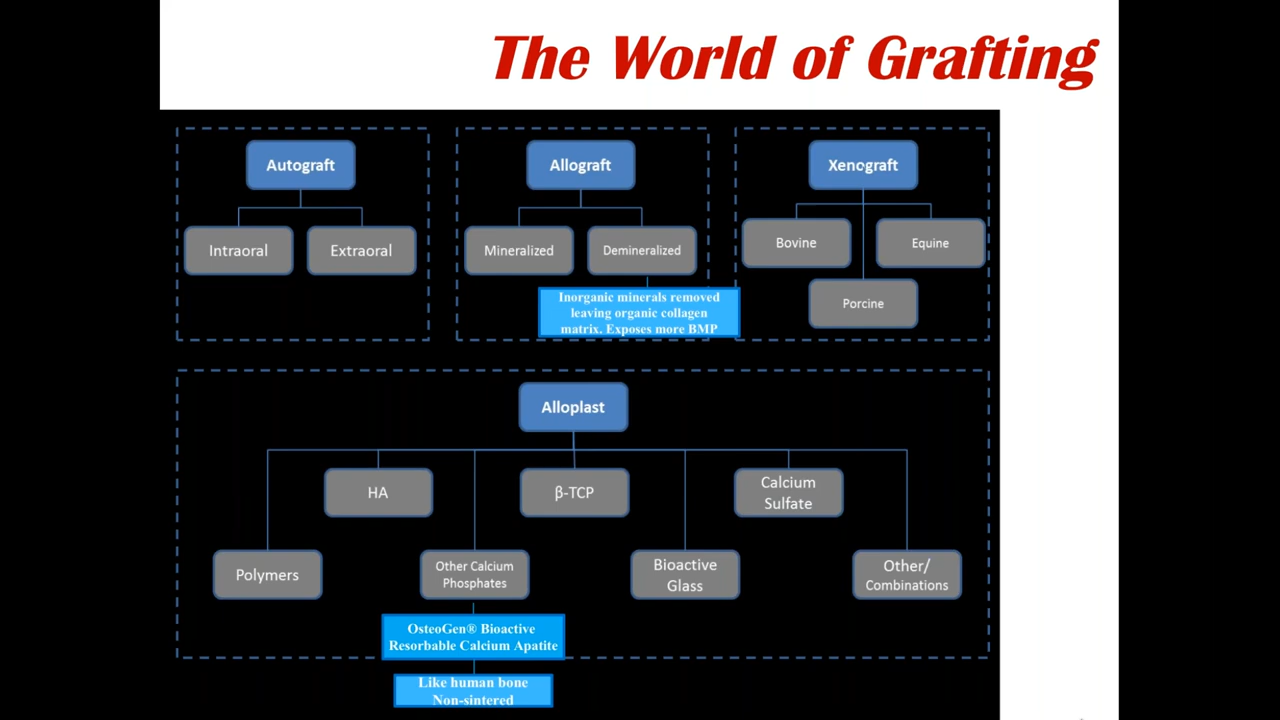 The World of Grafting
Autograft
Intraoral
Extraoral
Allograft
Mineralized
Demineralized
Inorganic minerals removed
leaving organic collagen
matrix. Exposes more BMP
Xenograft
Bovine
Equine
Porcine
Alloplast
HA
β-TCP
Calcium
Sulfate
Polymers
Other Calcium
Phosphates
Bioactive
Glass
Other/
Combinations
OsteoGen® Bioactive
Resorbable Calcium Apatite
Like human bone
Non-sintered